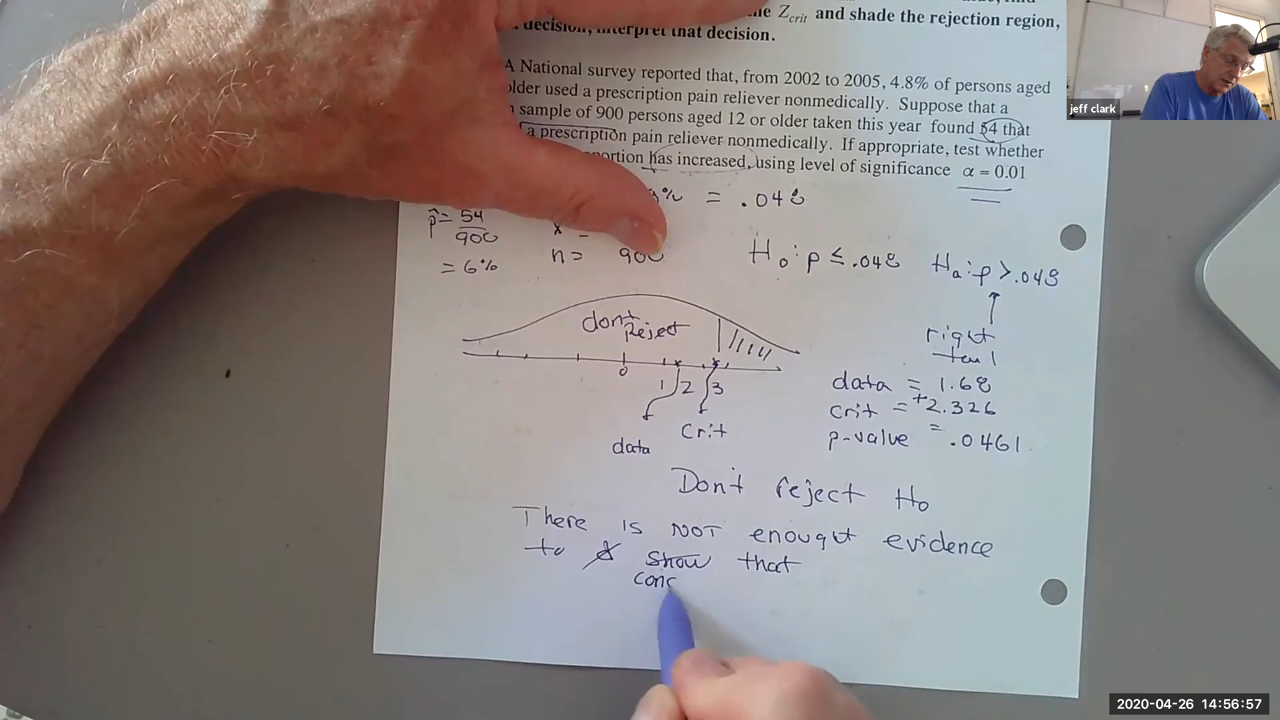 Z_crit and shade the rejection region,
decision, interpret that decision.
A National survey reported that, from 2002 to 2005, 4.8% of persons aged
older used a prescription pain reliever nonmedically. Suppose that a
sample of 900 persons aged 12 or older taken this year found 54 that
a prescription pain reliever nonmedically. If appropriate, test whether
has increased, using level of significance α = 0.01
% = .048
p̂ = 54/900
= 6%
x =
n = 900
H₀: p ≤ .048 Hₐ: p > .048
right
tail
don't
Reject
0 1 2 3
data
Crit
data = 1.68
crit = +2.326
p-value = .0461
Don't reject H₀
There is NOT enought evidence
to show that
conc
jeff clark
2020-04-26 14:56:57